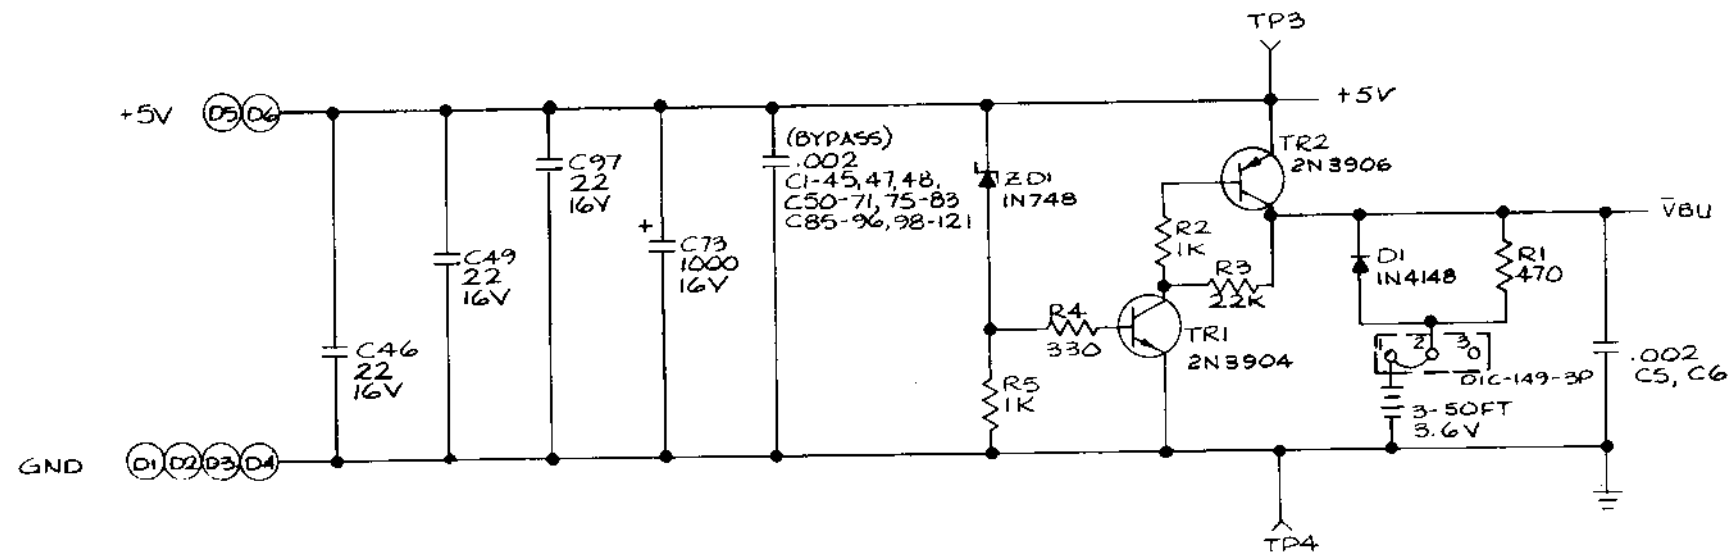 TP3
+5V
D5 D6
+5V
(BYPASS)
.002
C1-45, 47, 48,
C50-71, 75-83
C85-96, 98-121
C97
22
16V
TR2
2N3906
ZD1
1N748
+
C73
1000
16V
C49
22
16V
R2
1K
R3
2.2K
VBU
D1
1N4148
R1
470
R4
330
TR1
2N3904
C46
22
16V
1 2 3
D1C-149-3P
.002
C5, C6
R5
1K
3-50FT
3.6V
GND
D1 D2 D3 D4
TP4